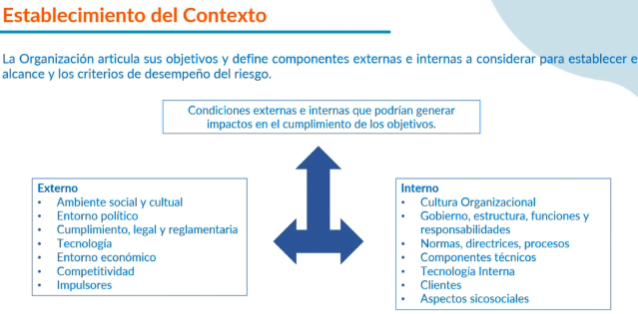 Establecimiento del Contexto
La Organización articula sus objetivos y define componentes externas e internas a considerar para establecer e
alcance y los criterios de desempeño del riesgo.
Condiciones externas e internas que podrían generar
impactos en el cumplimiento de los objetivos.
Externo
• Ambiente social y cultual
• Entorno político
• Cumplimiento, legal y reglamentaria
• Tecnología
• Entorno económico
• Competitividad
• Impulsores
Interno
• Cultura Organizacional
• Gobierno, estructura, funciones y
responsabilidades
• Normas, directrices, procesos
• Componentes técnicos
• Tecnología Interna
• Clientes
• Aspectos sicosociales